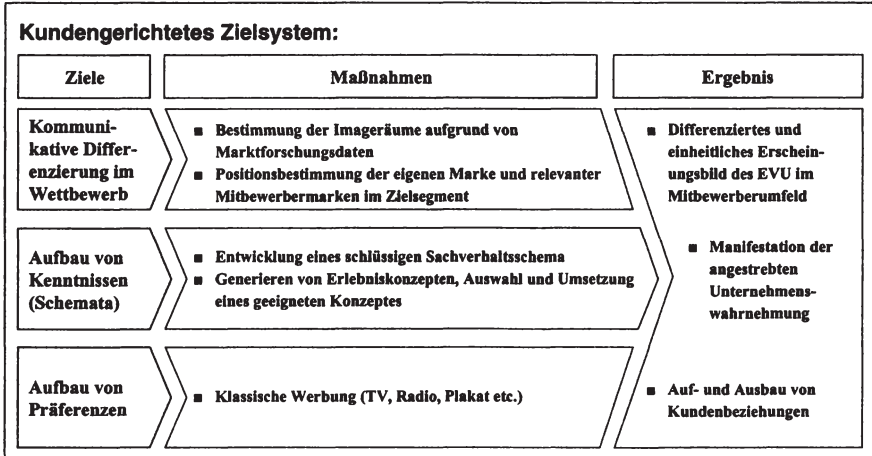 Kundengerichtetes Zielsystem:
Ziele
Maßnahmen
Ergebnis
Kommuni-
kative Differ-
enzierung im
Wettbewerb
■ Bestimmung der Imageräume aufgrund von
Marktforschungsdaten
■ Positionsbestimmung der eigenen Marke und relevanter
Mitbewerbermarken im Zielsegment
■ Differenziertes und
einheitliches Erschein-
ungsbild des EVU im
Mitbewerberumfeld
Aufbau von
Kenntnissen
(Schemata)
■ Entwicklung eines schlüssigen Sachverhaltsschema
■ Generieren von Erlebniskonzepten, Auswahl und Umsetzung
eines geeigneten Konzeptes
■ Manifestation der
angestrebten
Unternehmens-
wahrnehmung
Aufbau von
Präferenzen
■ Klassische Werbung (TV, Radio, Plakat etc.)
■ Auf- und Ausbau von
Kundenbeziehungen